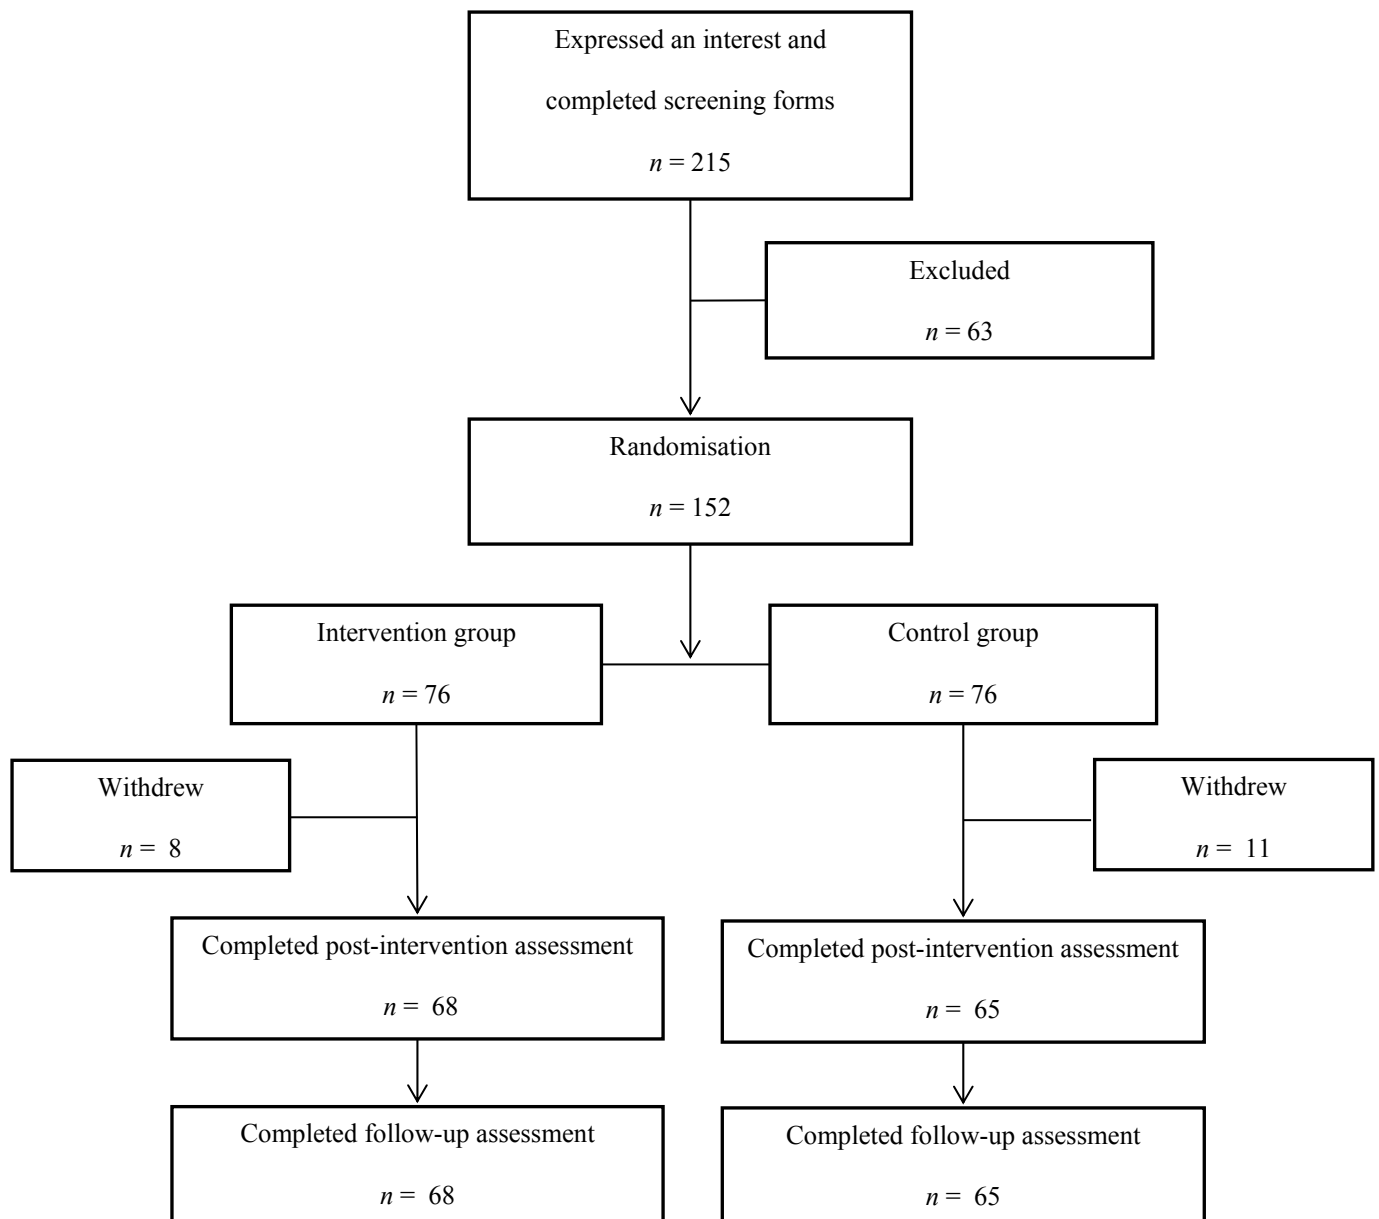 Expressed an interest and
completed screening forms
n = 215
Excluded
n = 63
Randomisation
n = 152
Intervention group
n = 76
Control group
n = 76
Withdrew
n = 8
Withdrew
n = 11
Completed post-intervention assessment
n = 68
Completed post-intervention assessment
n = 65
Completed follow-up assessment
n = 68
Completed follow-up assessment
n = 65